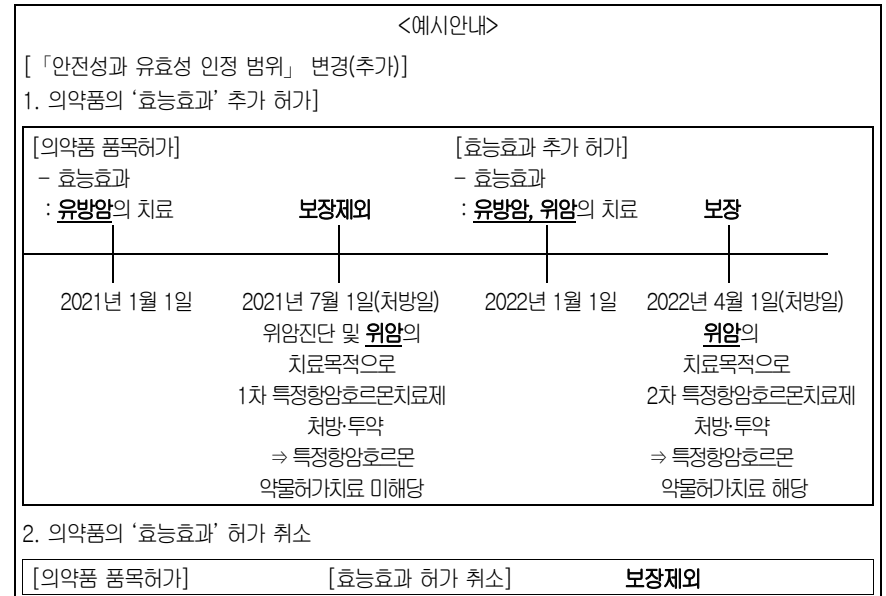 <예시안내>
[「안전성과 유효성 인정 범위」 변경(추가)]
1. 의약품의 ‘효능효과’ 추가 허가]
[의약품 품목허가] [효능효과 추가 허가]
- 효능효과 - 효능효과
: 유방암의 치료 보장제외 : 유방암, 위암의 치료 보장
2021년 1월 1일 2021년 7월 1일(처방일) 2022년 1월 1일 2022년 4월 1일(처방일)
위암진단 및 위암의 위암의
치료목적으로 치료목적으로
1차 특정항암호르몬치료제 2차 특정항암호르몬치료제
처방·투약 처방·투약
⇒ 특정항암호르몬 ⇒ 특정항암호르몬
약물허가치료 미해당 약물허가치료 해당
2. 의약품의 ‘효능효과’ 허가 취소
[의약품 품목허가] [효능효과 허가 취소] 보장제외